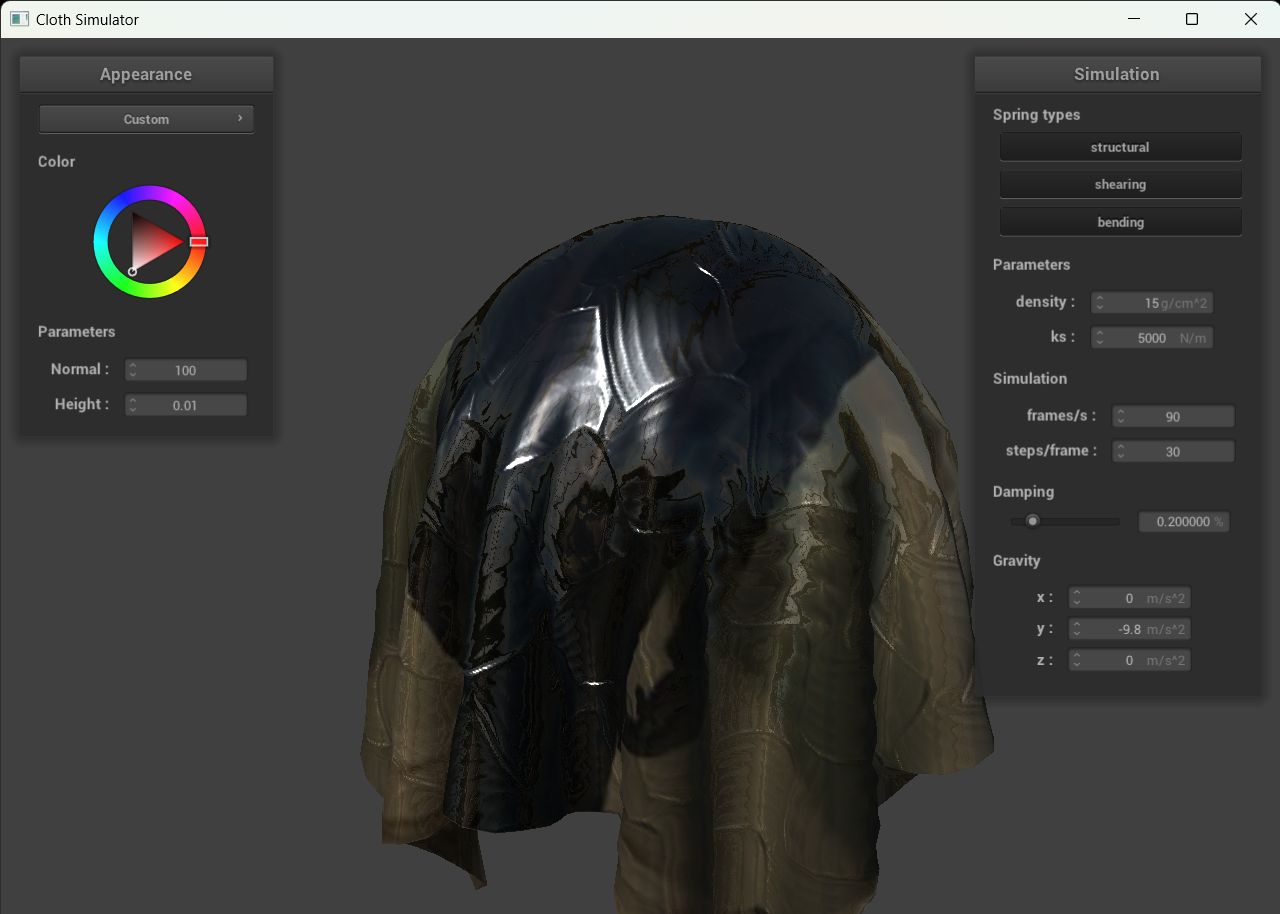 Cloth Simulator
Appearance
Custom
Color
Parameters
Normal : 100
Height : 0.01
Simulation
Spring types
structural
shearing
bending
Parameters
density : 15 g/cm^2
ks : 5000 N/m
Simulation
frames/s : 90
steps/frame : 30
Damping
0.200000 %
Gravity
x : 0 m/s^2
y : -9.8 m/s^2
z : 0 m/s^2